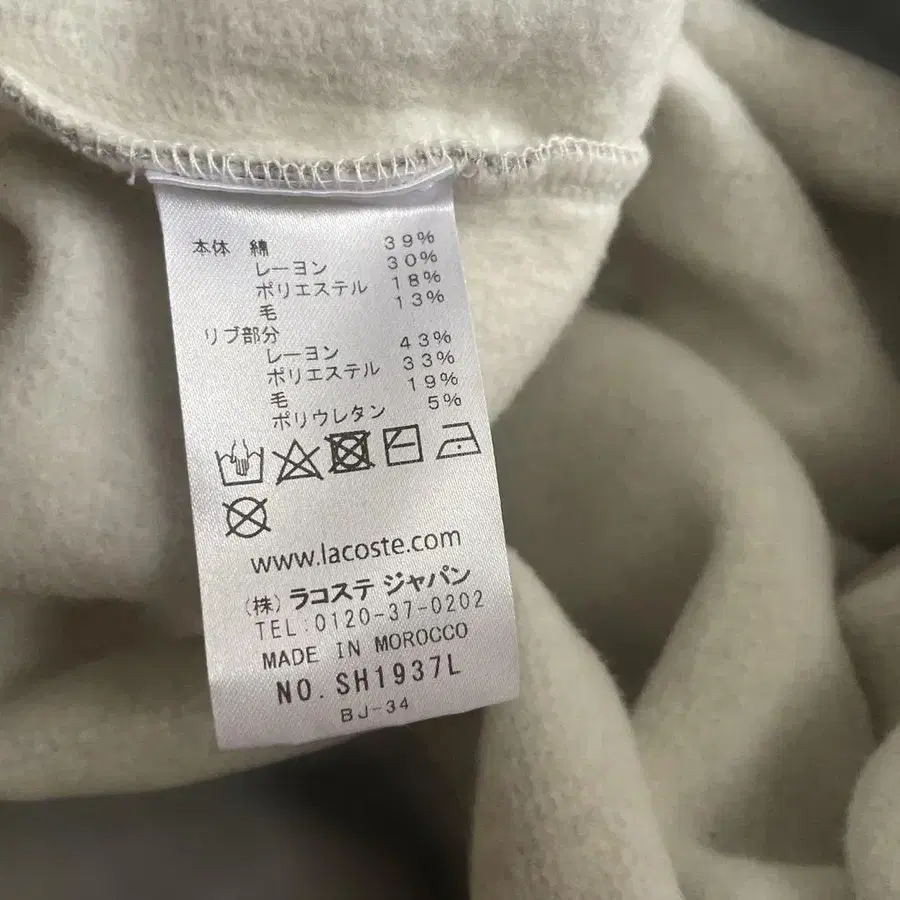 本体 綿 39%
レーヨン 30%
ポリエステル 18%
毛 13%
リブ部分
レーヨン 43%
ポリエステル 33%
毛 19%
ポリウレタン 5%
www.lacoste.com
(株) ラコステ ジャパン
TEL:0120-37-0202
MADE IN MOROCCO
NO. SH1937L
BJ-34